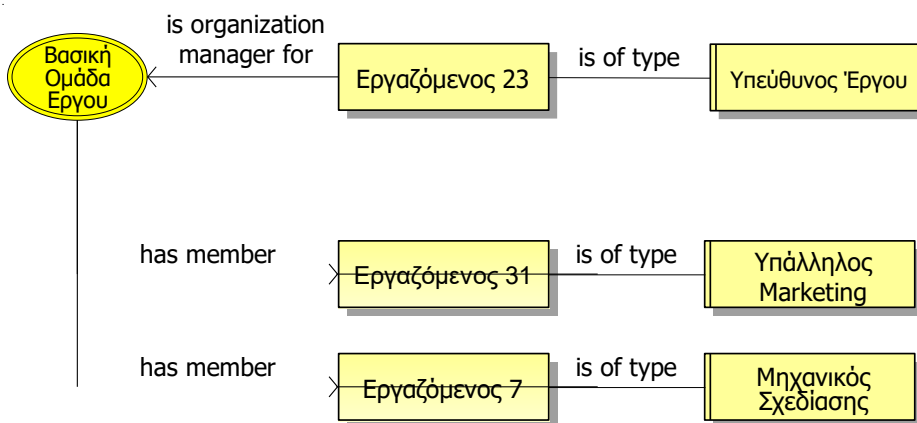 is organization
manager for
Βασική
Ομάδα
Εργου
Εργαζόμενος 23
is of type
Υπεύθυνος Έργου
has member
Εργαζόμενος 31
is of type
Υπάλληλος
Marketing
has member
Εργαζόμενος 7
is of type
Μηχανικός
Σχεδίασης